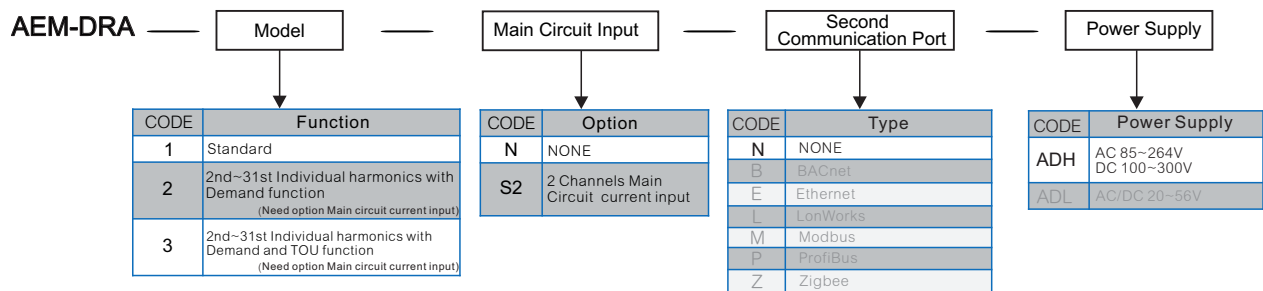 AEM-DRA
Model
Main Circuit Input
Second
Communication Port
Power Supply
CODE Function
1 Standard
2 2nd~31st Individual harmonics with
Demand function
(Need option Main circuit current input)
3 2nd~31st Individual harmonics with
Demand and TOU function
(Need option Main circuit current input)
CODE Option
N NONE
S2 2 Channels Main
Circuit current input
CODE Type
N NONE
B BACnet
E Ethernet
L LonWorks
M Modbus
P ProfiBus
Z Zigbee
CODE Power Supply
ADH AC 85~264V
DC 100~300V
ADL AC/DC 20~56V